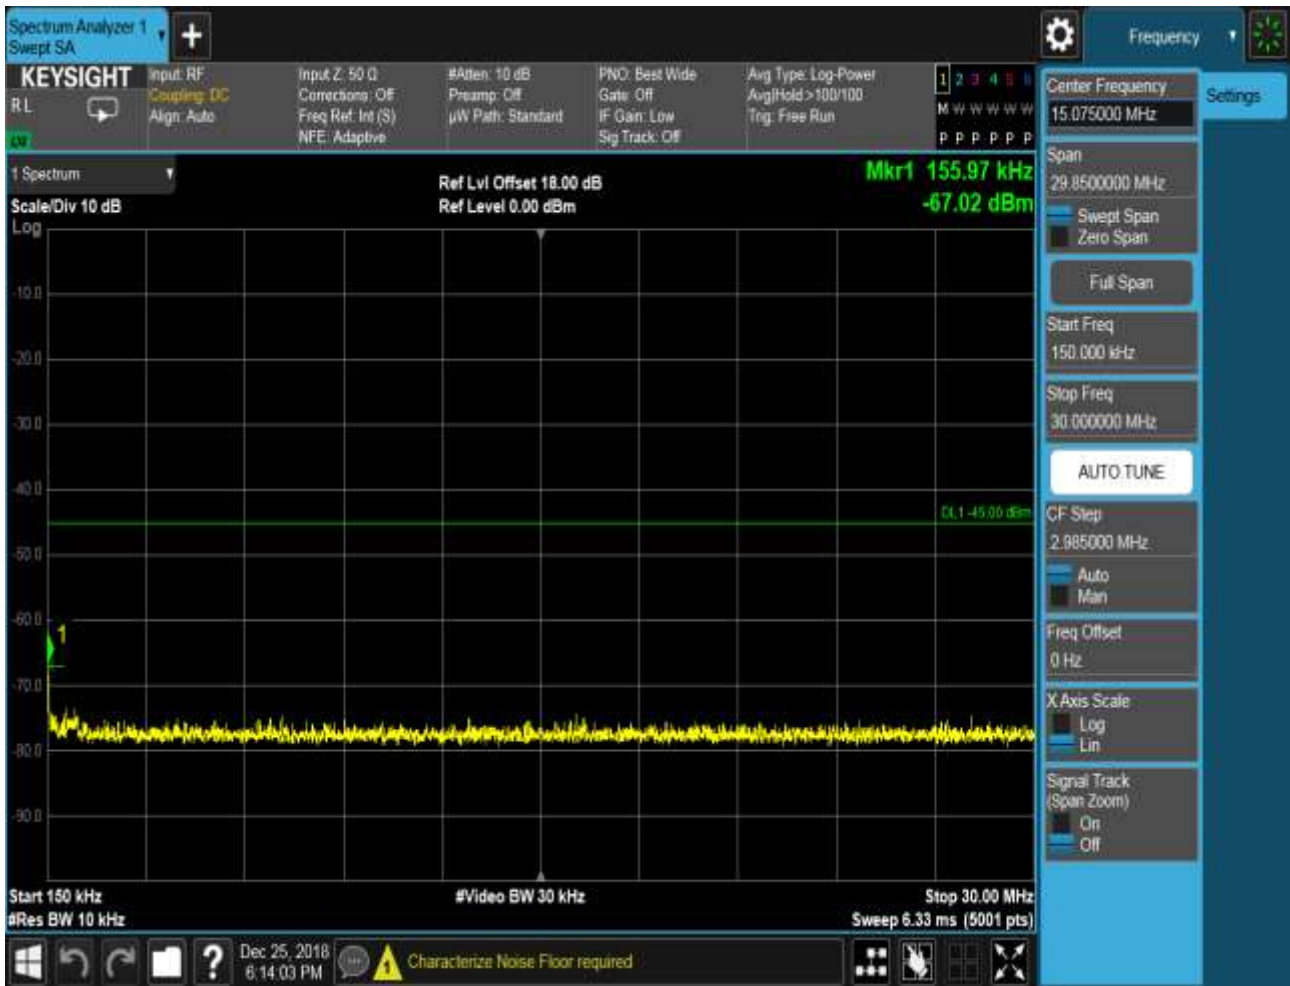 Spectrum Analyzer 1
Swept SA
Frequency
KEYSIGHT
R L
Input: RF
Coupling: DC
Align: Auto
Input Z: 50 Ω
Corrections: Off
Freq Ref: Int (S)
NFE: Adaptive
#Atten: 10 dB
Preamp: Off
µW Path: Standard
PNO: Best Wide
Gate: Off
IF Gain: Low
Sig Track: Off
Avg Type: Log-Power
Avg|Hold:>100/100
Trig: Free Run
1 2 3 4 5 6
M W W W W W
P P P P P P
1 Spectrum
Scale/Div 10 dB
Log
Ref Lvl Offset 18.00 dB
Ref Level 0.00 dBm
Mkr1 155.97 kHz
-67.02 dBm
-10.0
-20.0
-30.0
-40.0
DL1 -45.00 dBm
-50.0
-60.0
1
-70.0
-80.0
-90.0
Start 150 kHz
#Res BW 10 kHz
#Video BW 30 kHz
Stop 30.00 MHz
Sweep 6.33 ms (5001 pts)
Center Frequency
15.075000 MHz
Settings
Span
29.8500000 MHz
Swept Span
Zero Span
Full Span
Start Freq
150.000 kHz
Stop Freq
30.000000 MHz
AUTO TUNE
CF Step
2.985000 MHz
Auto
Man
Freq Offset
0 Hz
X Axis Scale
Log
Lin
Signal Track
(Span Zoom)
On
Off
?
Dec 25, 2018
6:14:03 PM
1
Characterize Noise Floor required